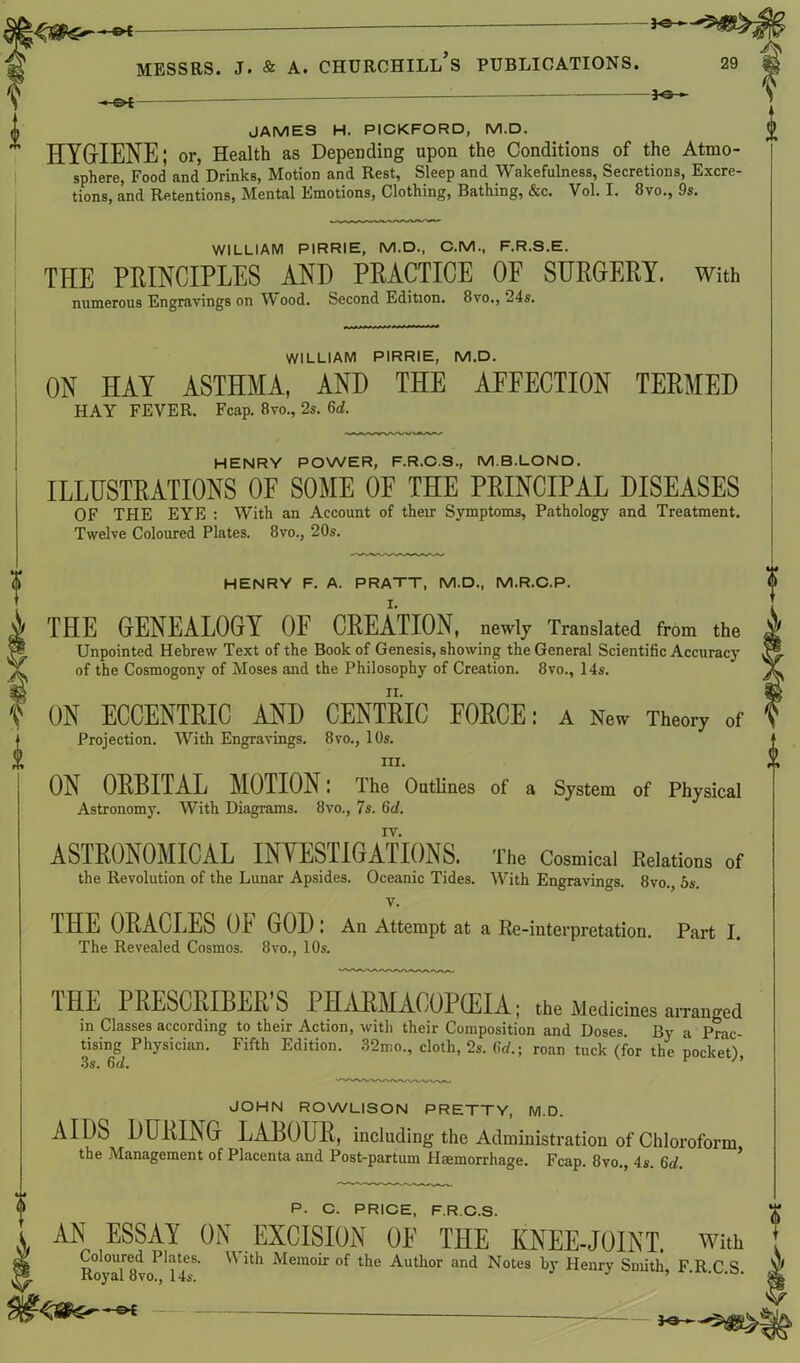 MESSRS. J. & A. CHURCHILL'S PUBLICATIONS. 29
JAMES H. PICKFORD, M.D.
HYGIENE; or, Health as Depending upon the Conditions of the Atmo-
sphere, Food and Drinks, Motion and Rest, Sleep and Wakefulness, Secretions, Excre-
tions, and Retentions, Mental Emotions, Clothing, Bathing, &c. Vol. I. 8vo., 9s.
WILLIAM PIRRIE, M.D., C.M., F.R.S.E.
THE PRINCIPLES AND PRACTICE OF SURGERY. With
numerous Engravings on Wood. Second Edition. 8vo., 24s.
WILLIAM PIRRIE, M.D.
ON HAY ASTHMA, AND THE AFFECTION TERMED
HAY FEVER. Fcap. 8vo., 2s. 6d.
HENRY POWER, F.R.C.S., M.B.LOND.
ILLUSTRATIONS OF SOME OF THE PRINCIPAL DISEASES
OF THE EYE : With an Account of their Symptoms, Pathology and Treatment.
Twelve Coloured Plates. 8vo., 20s.
HENRY F. A. PRATT, M.D., M.R.C.P.
I.
THE GENEALOGY OF CREATION, newly Translated from the
Unpointed Hebrew Text of the Book of Genesis, showing the General Scientific Accuracy
of the Cosmogony of Moses and the Philosophy of Creation. 8vo., 14s.
II.
ON ECCENTRIC AND CENTRIC FORCE: A New Theory of
Projection. With Engravings. 8vo., 10s.
III.
ON ORBITAL MOTION: The Outlines of a System of Physical
Astronomy. With Diagrams. 8vo., 7s. 6d.
IV.
ASTRONOMICAL INVESTIGATIONS. The Cosmical Relations of
the Revolution of the Lunar Apsides. Oceanic Tides. With Engravings. 8vo., 5s.
V.
THE ORACLES OF GOD: An Attempt at a Re-interpretation. Part I.
The Revealed Cosmos. 8vo., 10s.
THE PRESCRIBER'S PHARMACOPŒIA; the Medicines arranged
in Classes according to their Action, with their Composition and Doses. By a Prac-
tising Physician. Fifth Edition. 32mo., cloth, 2s. 6d.; roan tuck (for the pocket),
3s. 6d.
JOHN ROWLISON PRETTY, M.D.
AIDS DURING LABOUR, including the Administration of Chloroform,
the Management of Placenta and Post-partum Hæmorrhage. Fcap. 8vo., 4s. 6d.
P. C. PRICE, F.R.C.S.
AN ESSAY ON EXCISION OF THE KNEE-JOINT. With
Coloured Plates. With Memoir of the Author and Notes by Henry Smith, F.R.C.S.
Royal 8vo., 14s.